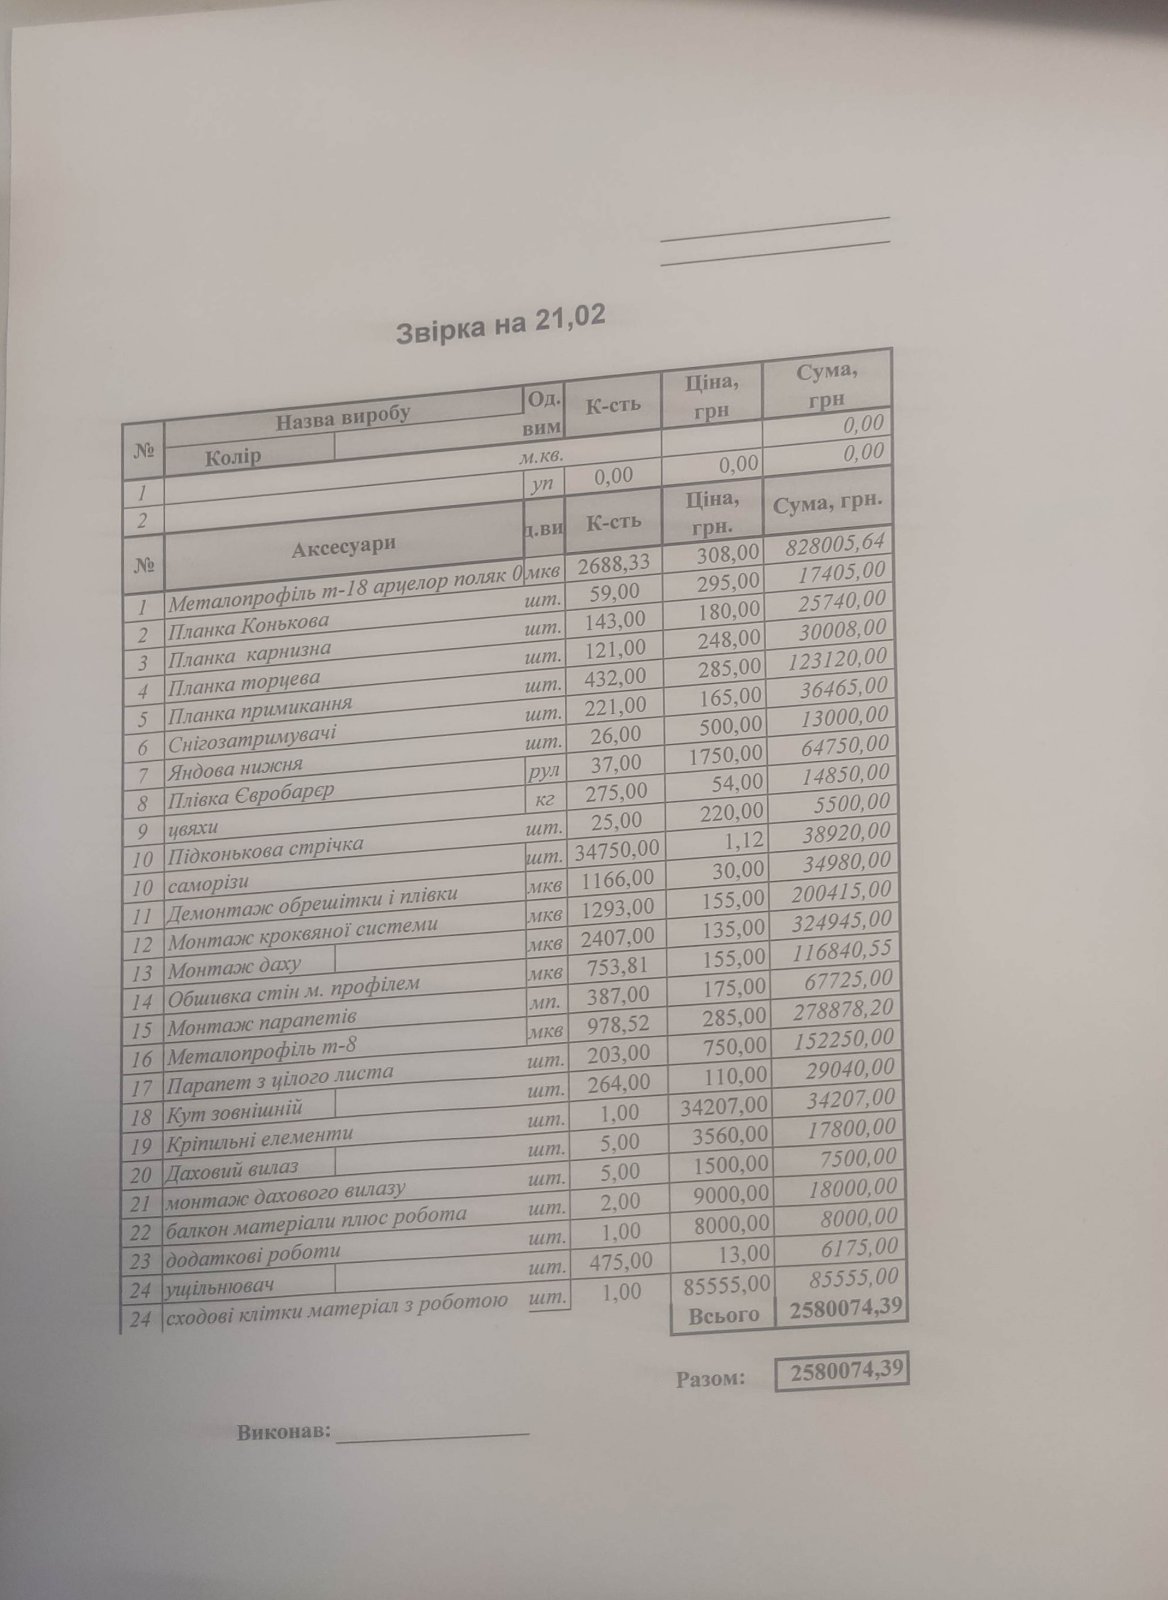 Звірка на 21,02
№ Назва виробу Од. вим К-сть Ціна, грн Сума, грн
Колір
1 м.кв. 0,00
2 уп 0,00 0,00 0,00
№ Аксесуари д.ви К-сть Ціна, грн. Сума, грн.
1 Металопрофіль т-18 арцелор поляк 0 мкв 2688,33 308,00 828005,64
2 Планка Конькова шт. 59,00 295,00 17405,00
3 Планка карнизна шт. 143,00 180,00 25740,00
4 Планка торцева шт. 121,00 248,00 30008,00
5 Планка примикання шт. 432,00 285,00 123120,00
6 Снігозатримувачі шт. 221,00 165,00 36465,00
7 Яндова нижня шт. 26,00 500,00 13000,00
8 Плівка Євробарєр рул 37,00 1750,00 64750,00
9 цвяхи кг 275,00 54,00 14850,00
10 Підконькова стрічка шт. 25,00 220,00 5500,00
10 саморізи шт. 34750,00 1,12 38920,00
11 Демонтаж обрешітки і плівки мкв 1166,00 30,00 34980,00
12 Монтаж кроквяної системи мкв 1293,00 155,00 200415,00
13 Монтаж даху мкв 2407,00 135,00 324945,00
14 Обшивка стін м. профілем мкв 753,81 155,00 116840,55
15 Монтаж парапетів мп. 387,00 175,00 67725,00
16 Металопрофіль т-8 мкв 978,52 285,00 278878,20
17 Парапет з цілого листа шт. 203,00 750,00 152250,00
18 Кут зовнішній шт. 264,00 110,00 29040,00
19 Кріпильні елементи шт. 1,00 34207,00 34207,00
20 Даховий вилаз шт. 5,00 3560,00 17800,00
21 монтаж дахового вилазу шт. 5,00 1500,00 7500,00
22 балкон матеріали плюс робота шт. 2,00 9000,00 18000,00
23 додаткові роботи шт. 1,00 8000,00 8000,00
24 ущільнювач шт. 475,00 13,00 6175,00
24 сходові клітки матеріал з роботою шт. 1,00 85555,00 85555,00
Всього 2580074,39
Разом: 2580074,39
Виконав: